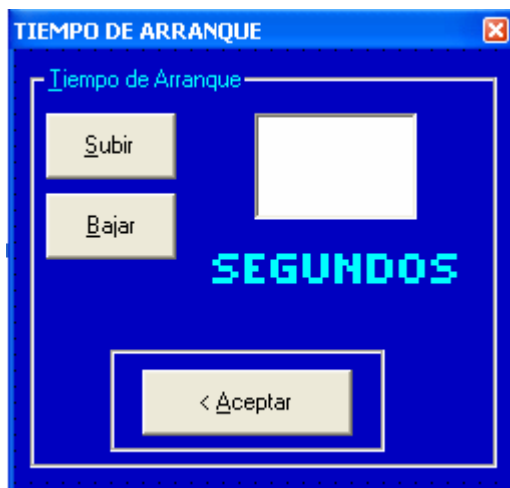 TIEMPO DE ARRANQUE
Tiempo de Arranque
Subir
Bajar
SEGUNDOS
< Aceptar